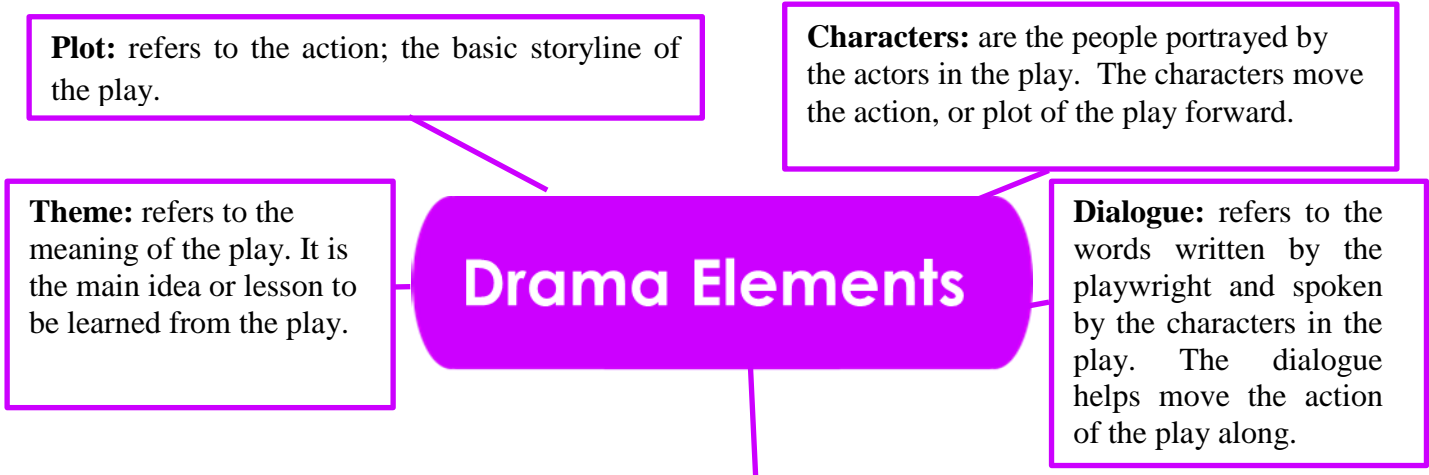 Plot: refers to the action; the basic storyline of
the play.
Characters: are the people portrayed by
the actors in the play. The characters move
the action, or plot of the play forward.
Theme: refers to the
meaning of the play. It is
the main idea or lesson to
be learned from the play.
Drama Elements
Dialogue: refers to the
words written by the
playwright and spoken
by the characters in the
play. The dialogue
helps move the action
of the play along.